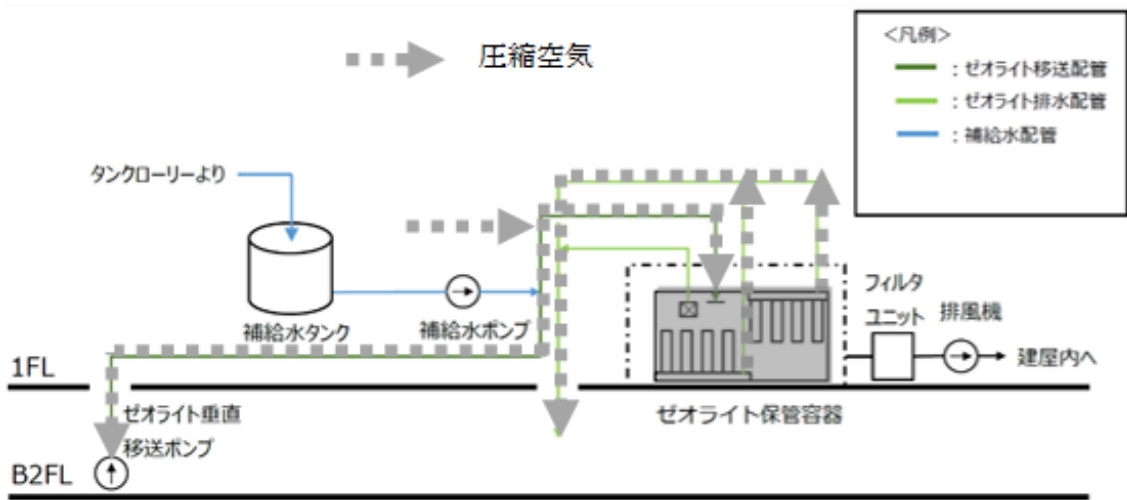 圧縮空気
<凡例>
:ゼオライト移送配管
:ゼオライト排水配管
:補給水配管
タンクローリーより
補給水タンク
補給水ポンプ
フィルタ
ユニット
排風機
建屋内へ
1FL
ゼオライト垂直
移送ポンプ
ゼオライト保管容器
B2FL